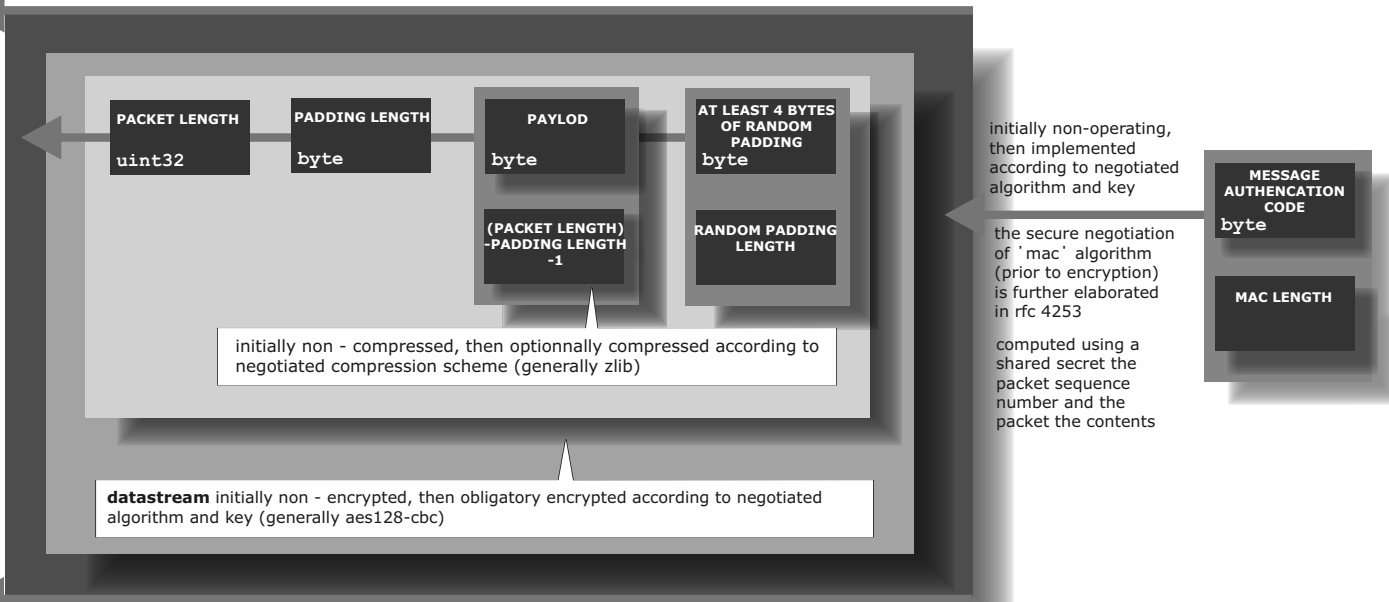 PACKET LENGTH
uint32
PADDING LENGTH
byte
PAYLOD
byte
(PACKET LENGTH)
-PADDING LENGTH
-1
AT LEAST 4 BYTES
OF RANDOM
PADDING
byte
RANDOM PADDING
LENGTH
initially non - compressed, then optionnally compressed according to
negotiated compression scheme (generally zlib)
datastream initially non - encrypted, then obligatory encrypted according to negotiated
algorithm and key (generally aes128-cbc)
initially non-operating,
then implemented
according to negotiated
algorithm and key
the secure negotiation
of `mac` algorithm
(prior to encryption)
is further elaborated
in rfc 4253
computed using a
shared secret the
packet sequence
number and the
packet the contents
MESSAGE
AUTHENCATION
CODE
byte
MAC LENGTH